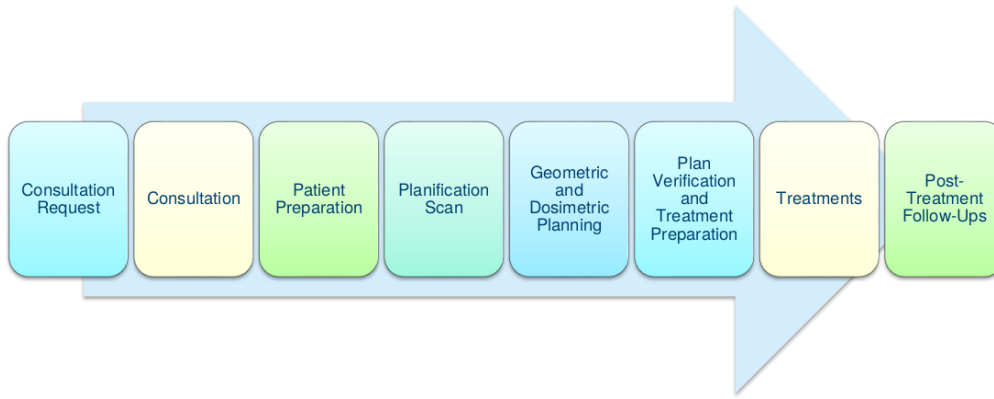 Consultation
Request
Consultation
Patient
Preparation
Planification
Scan
Geometric
and
Dosimetric
Planning
Plan
Verification
and
Treatment
Preparation
Treatments
Post-
Treatment
Follow-Ups